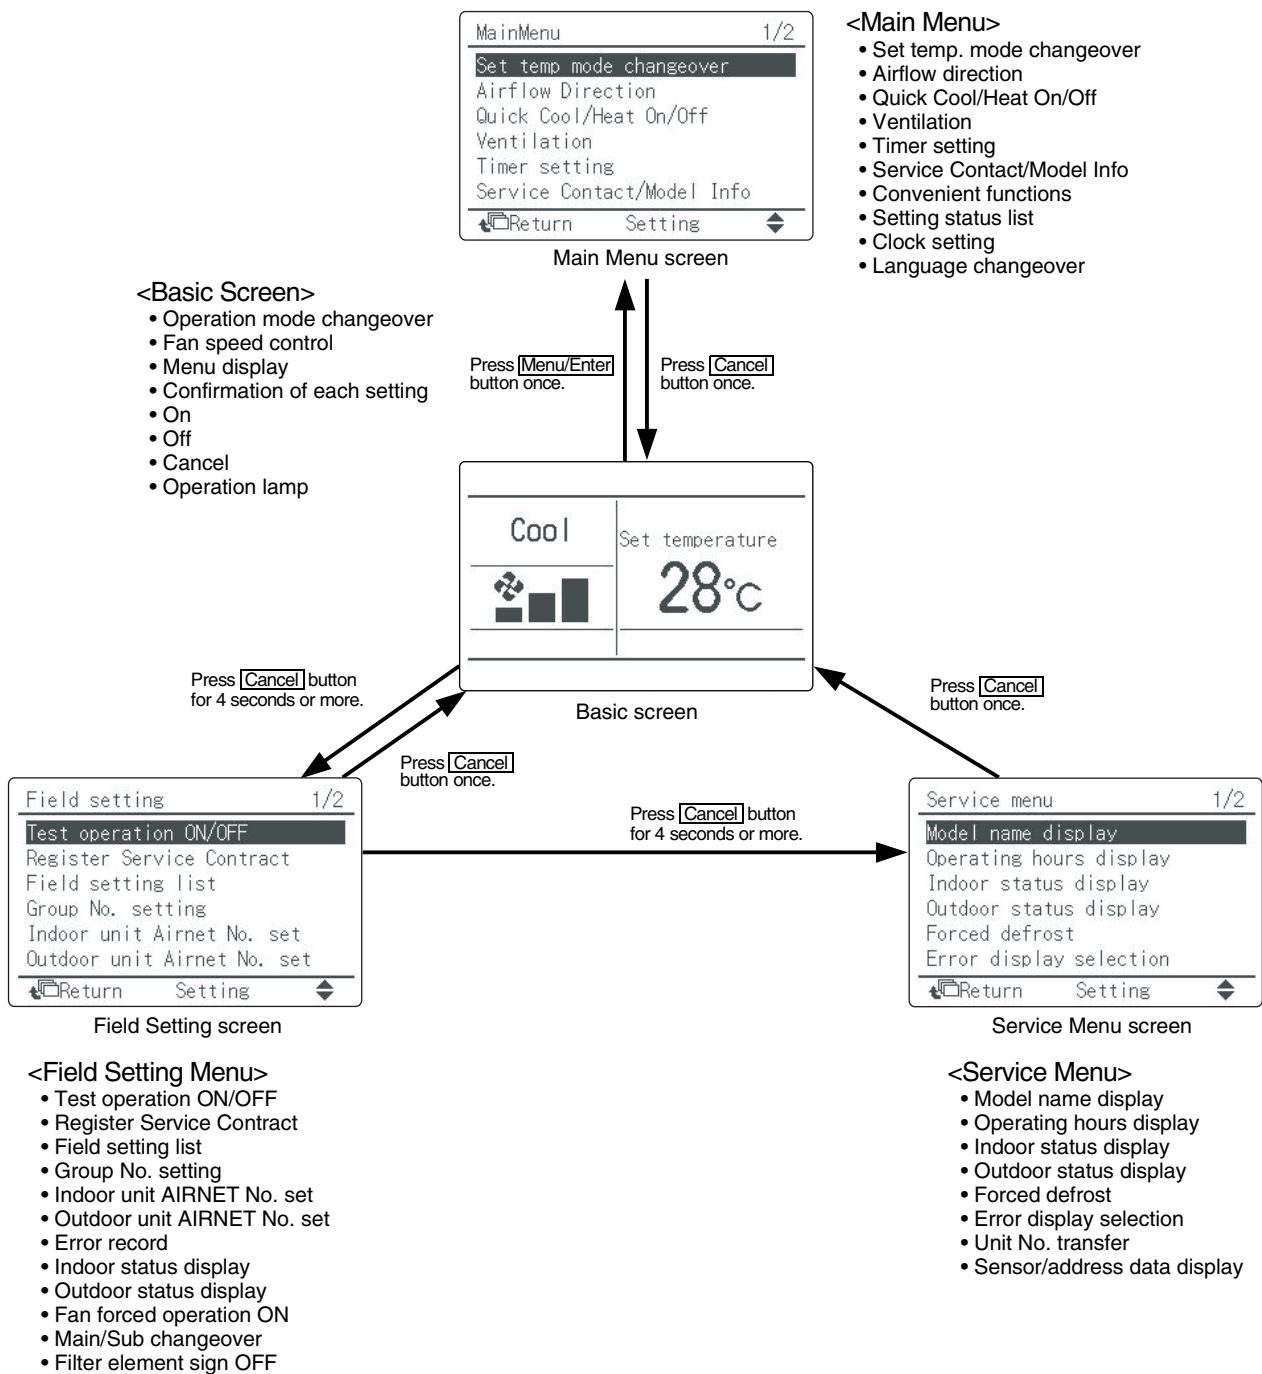 MainMenu 1/2
Set temp mode changeover
Airflow Direction
Quick Cool/Heat On/Off
Ventilation
Timer setting
Service Contact/Model Info
Return Setting
Main Menu screen
<Main Menu>
• Set temp. mode changeover
• Airflow direction
• Quick Cool/Heat On/Off
• Ventilation
• Timer setting
• Service Contact/Model Info
• Convenient functions
• Setting status list
• Clock setting
• Language changeover
<Basic Screen>
• Operation mode changeover
• Fan speed control
• Menu display
• Confirmation of each setting
• On
• Off
• Cancel
• Operation lamp
Press Menu/Enter
button once.
Press Cancel
button once.
Cool
Set temperature
28°C
Basic screen
Press Cancel button
for 4 seconds or more.
Press Cancel
button once.
Press Cancel
button once.
Press Cancel button
for 4 seconds or more.
Field setting 1/2
Test operation ON/OFF
Register Service Contract
Field setting list
Group No. setting
Indoor unit Airnet No. set
Outdoor unit Airnet No. set
Return Setting
Field Setting screen
Service menu 1/2
Model name display
Operating hours display
Indoor status display
Outdoor status display
Forced defrost
Error display selection
Return Setting
Service Menu screen
<Field Setting Menu>
• Test operation ON/OFF
• Register Service Contract
• Field setting list
• Group No. setting
• Indoor unit AIRNET No. set
• Outdoor unit AIRNET No. set
• Error record
• Indoor status display
• Outdoor status display
• Fan forced operation ON
• Main/Sub changeover
• Filter element sign OFF
<Service Menu>
• Model name display
• Operating hours display
• Indoor status display
• Outdoor status display
• Forced defrost
• Error display selection
• Unit No. transfer
• Sensor/address data display